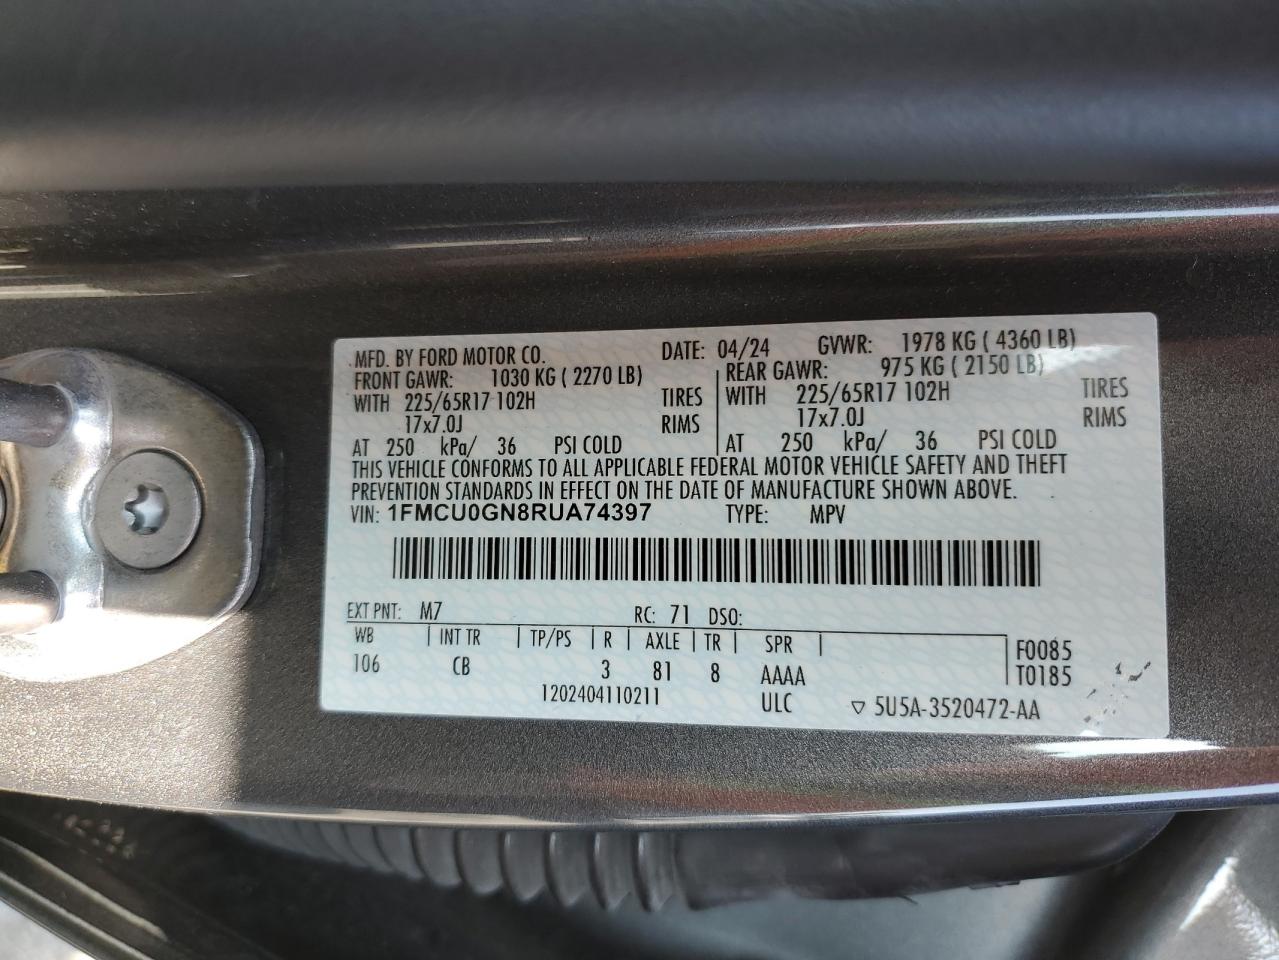 MFD. BY FORD MOTOR CO. DATE: 04/24 GVWR: 1978 KG ( 4360 LB)
FRONT GAWR: 1030 KG ( 2270 LB) REAR GAWR: 975 KG ( 2150 LB)
WITH 225/65R17 102H TIRES WITH 225/65R17 102H TIRES
17x7.0J RIMS 17x7.0J RIMS
AT 250 kPa/ 36 PSI COLD AT 250 kPa/ 36 PSI COLD
THIS VEHICLE CONFORMS TO ALL APPLICABLE FEDERAL MOTOR VEHICLE SAFETY AND THEFT
PREVENTION STANDARDS IN EFFECT ON THE DATE OF MANUFACTURE SHOWN ABOVE.
VIN: 1FMCU0GN8RUA74397 TYPE: MPV
EXT PNT: M7 RC: 71 DSO:
WB INT TR TP/PS R AXLE TR SPR F0085
106 CB 3 81 8 AAAA T0185
1202404110211 ULC ▽ 5U5A-3520472-AA